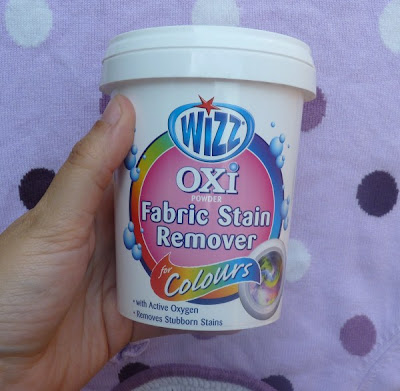 WiZZ
OXi
POWDER
Fabric Stain
Remover
for
Colours
• with Active Oxygen
• Removes Stubborn Stains